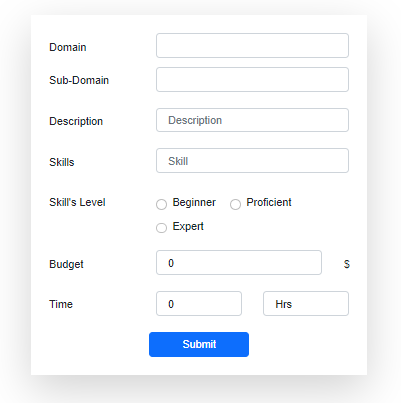 Domain
Sub-Domain
Description Description
Skills Skill
Skill's Level Beginner Proficient
Expert
Budget 0 $
Time 0 Hrs
Submit